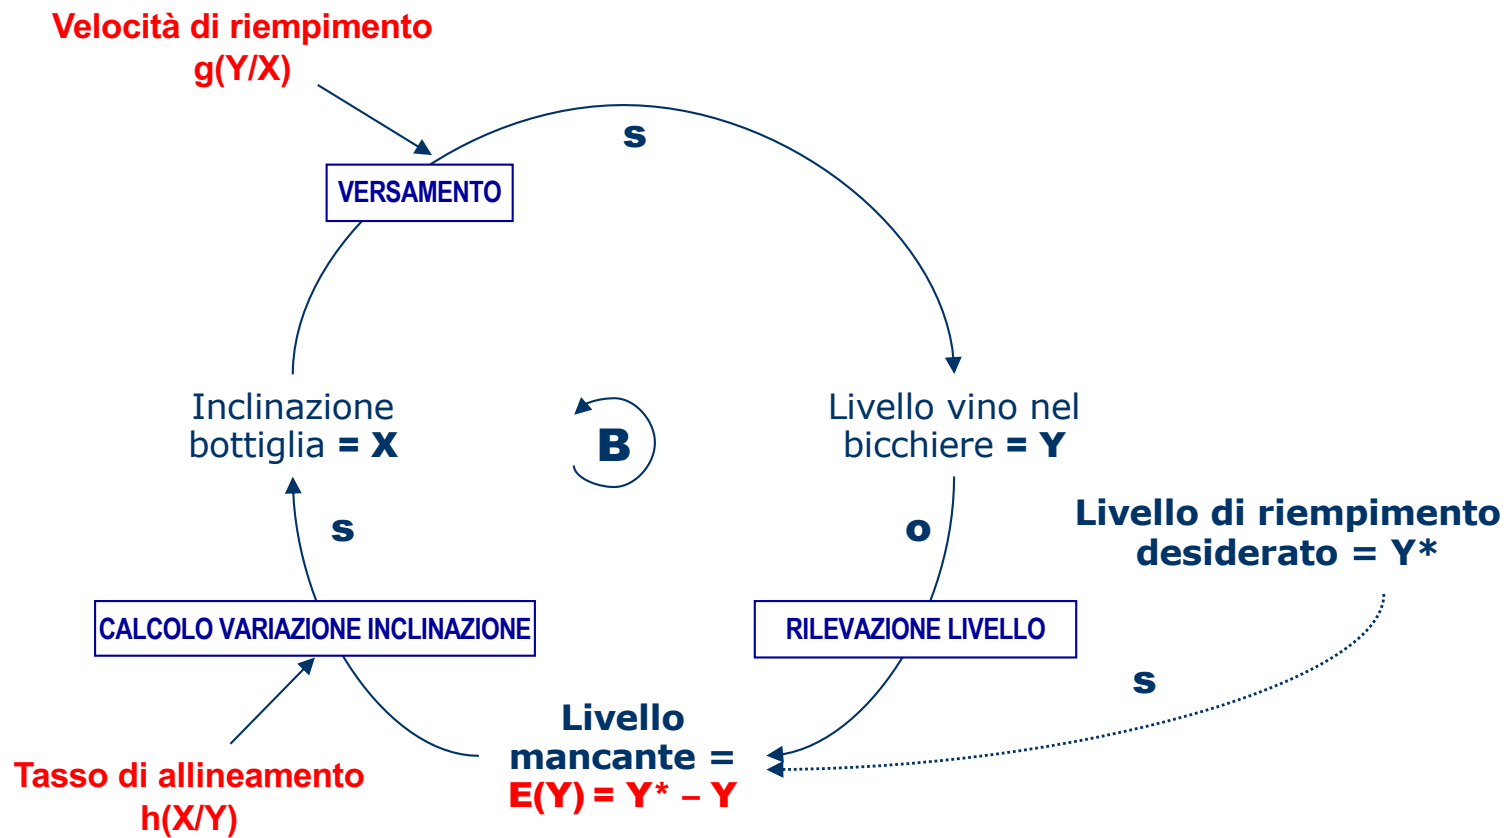 Velocità di riempimento
g(Y/X)
s
VERSAMENTO
Inclinazione
bottiglia = X
B
Livello vino nel
bicchiere = Y
s
o
Livello di riempimento
desiderato = Y*
CALCOLO VARIAZIONE INCLINAZIONE
RILEVAZIONE LIVELLO
s
Livello
mancante =
E(Y) = Y* – Y
Tasso di allineamento
h(X/Y)